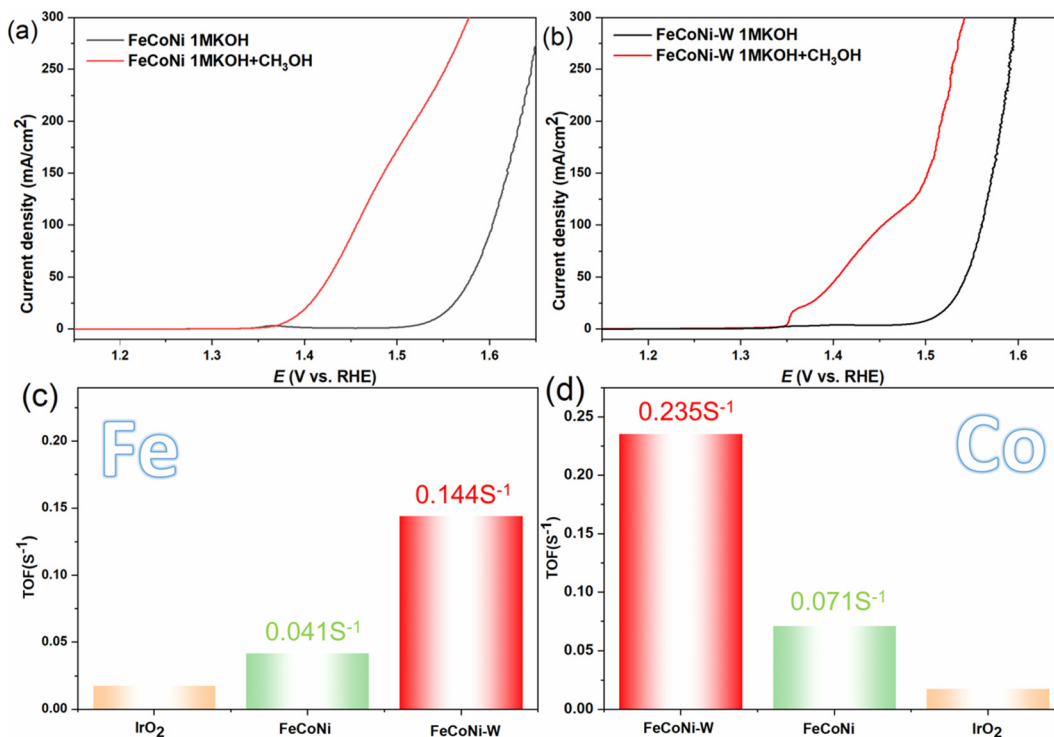 (a)
FeCoNi 1MKOH
FeCoNi 1MKOH+CH₃OH
Current density (mA/cm²)
300
250
200
150
100
50
0
1.2 1.3 1.4 1.5 1.6
E (V vs. RHE)
(b)
FeCoNi-W 1MKOH
FeCoNi-W 1MKOH+CH₃OH
Current density (mA/cm²)
300
250
200
150
100
50
0
1.2 1.3 1.4 1.5 1.6
E (V vs. RHE)
(c)
Fe
TOF(S⁻¹)
0.20
0.15
0.10
0.05
0.00
0.041S⁻¹
0.144S⁻¹
IrO₂ FeCoNi FeCoNi-W
(d)
Co
TOF(S⁻¹)
0.25
0.20
0.15
0.10
0.05
0.00
0.235S⁻¹
0.071S⁻¹
FeCoNi-W FeCoNi IrO₂